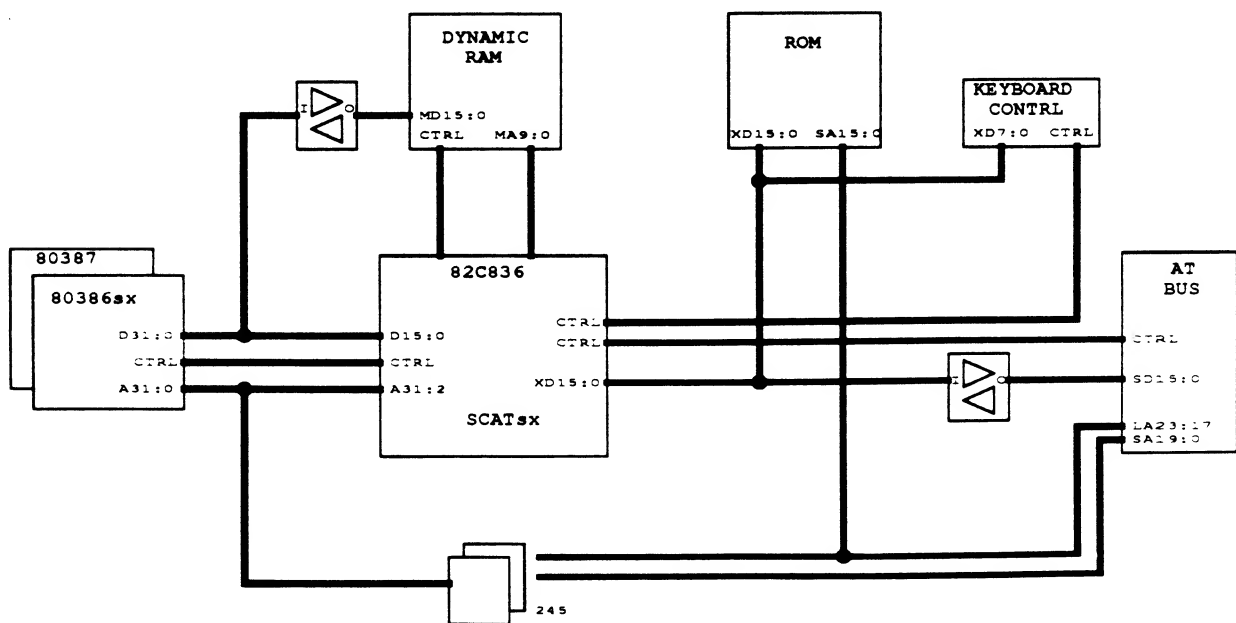 DYNAMIC
RAM
MD15:0
CTRL MA9:0
I O
ROM
XD15:0 SA15:0
KEYBOARD
CONTRL
XD7:0 CTRL
80387
80386sx
D31:0
CTRL
A31:0
82C836
D15:0
CTRL
A31:2
CTRL
CTRL
XD15:0
SCATsx
I O
AT
BUS
CTRL
SD15:0
LA23:17
SA19:0
245